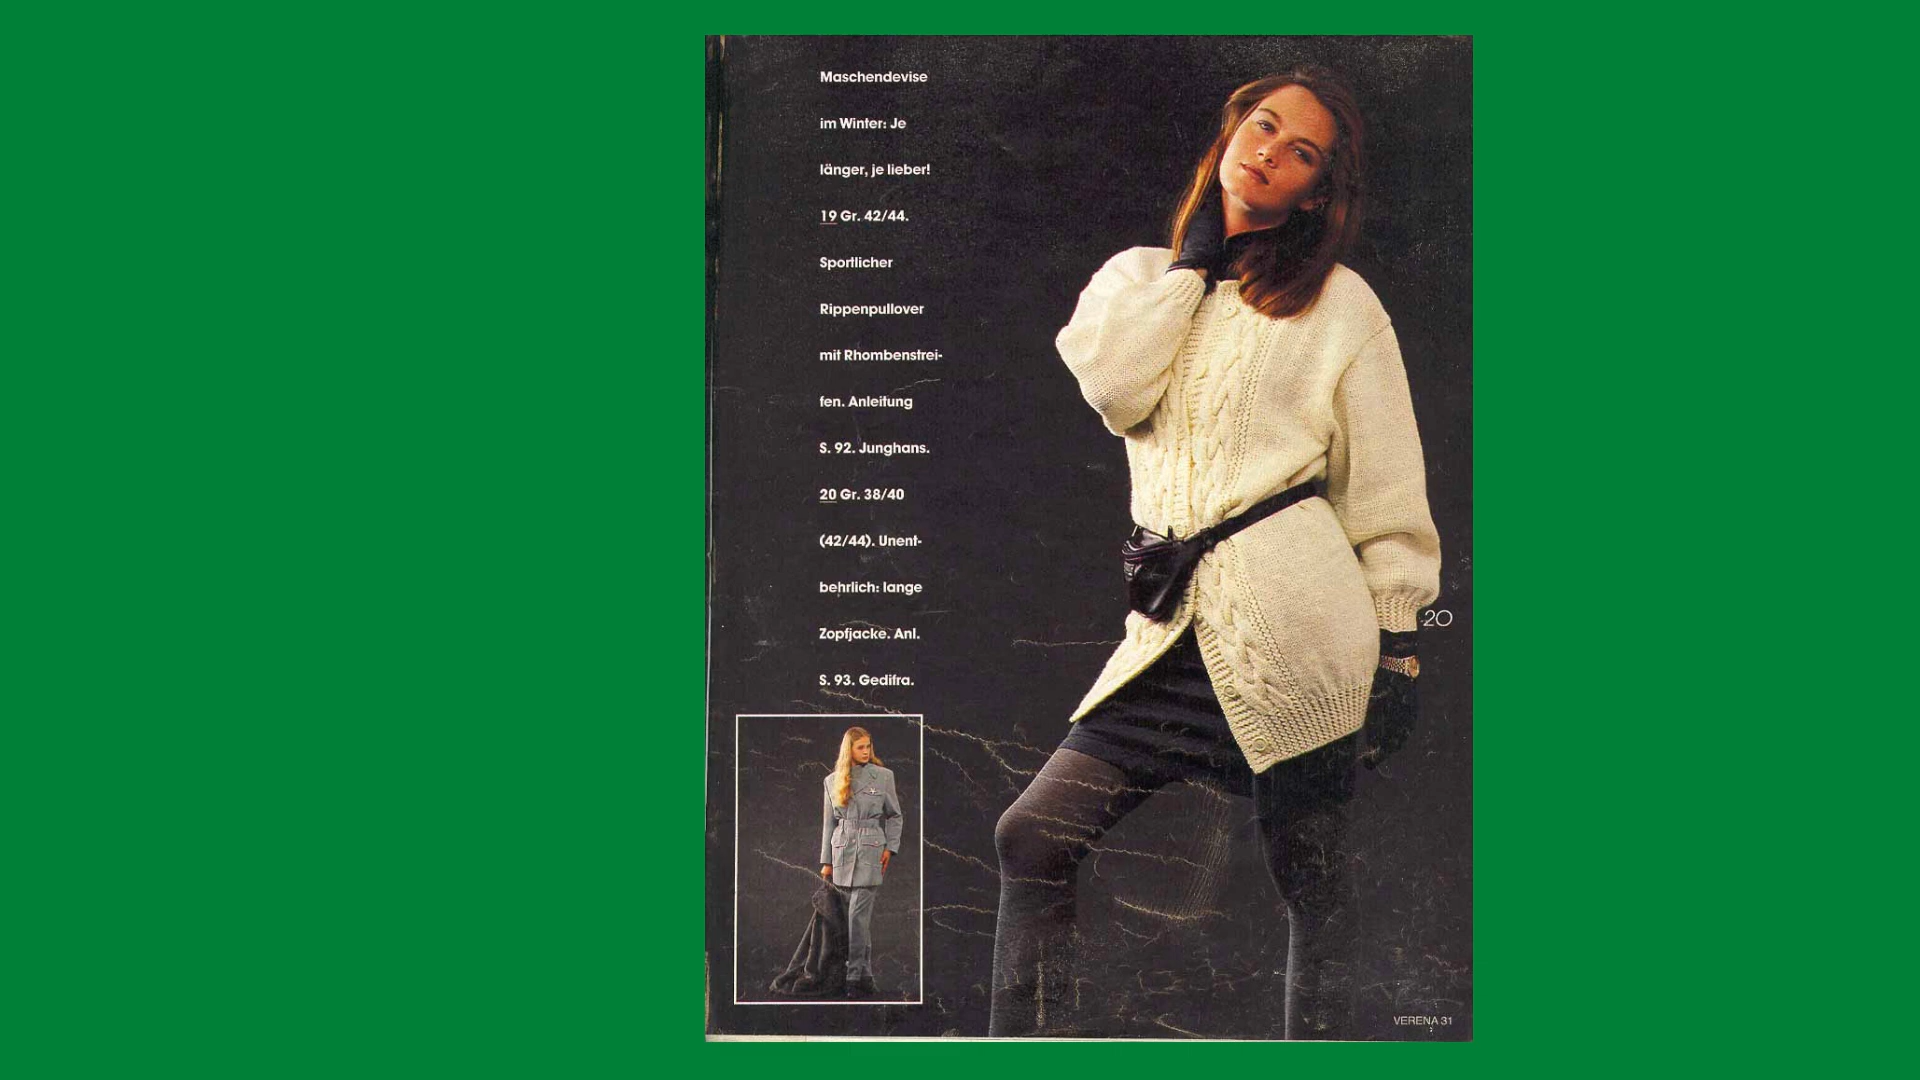 Maschendevise
im Winter: Je
länger, je lieber!
19 Gr. 42/44.
Sportlicher
Rippenpullover
mit Rhombenstrei-
fen. Anleitung
S. 92. Junghans.
20 Gr. 38/40
(42/44). Unent-
behrlich: lange
Zopfjacke. Anl.
S. 93. Gedifra.
20
VERENA 31